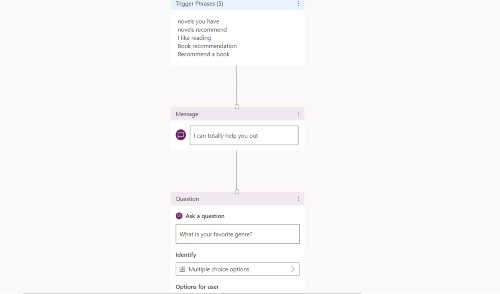 Trigger Phrases (5)
novels you have
novels recommend
I like reading
Book recommendation
Recommend a book
Message
I can totally help you out
Question
Ask a question
What is your favorite genre?
Identify
Multiple choice options
Options for user